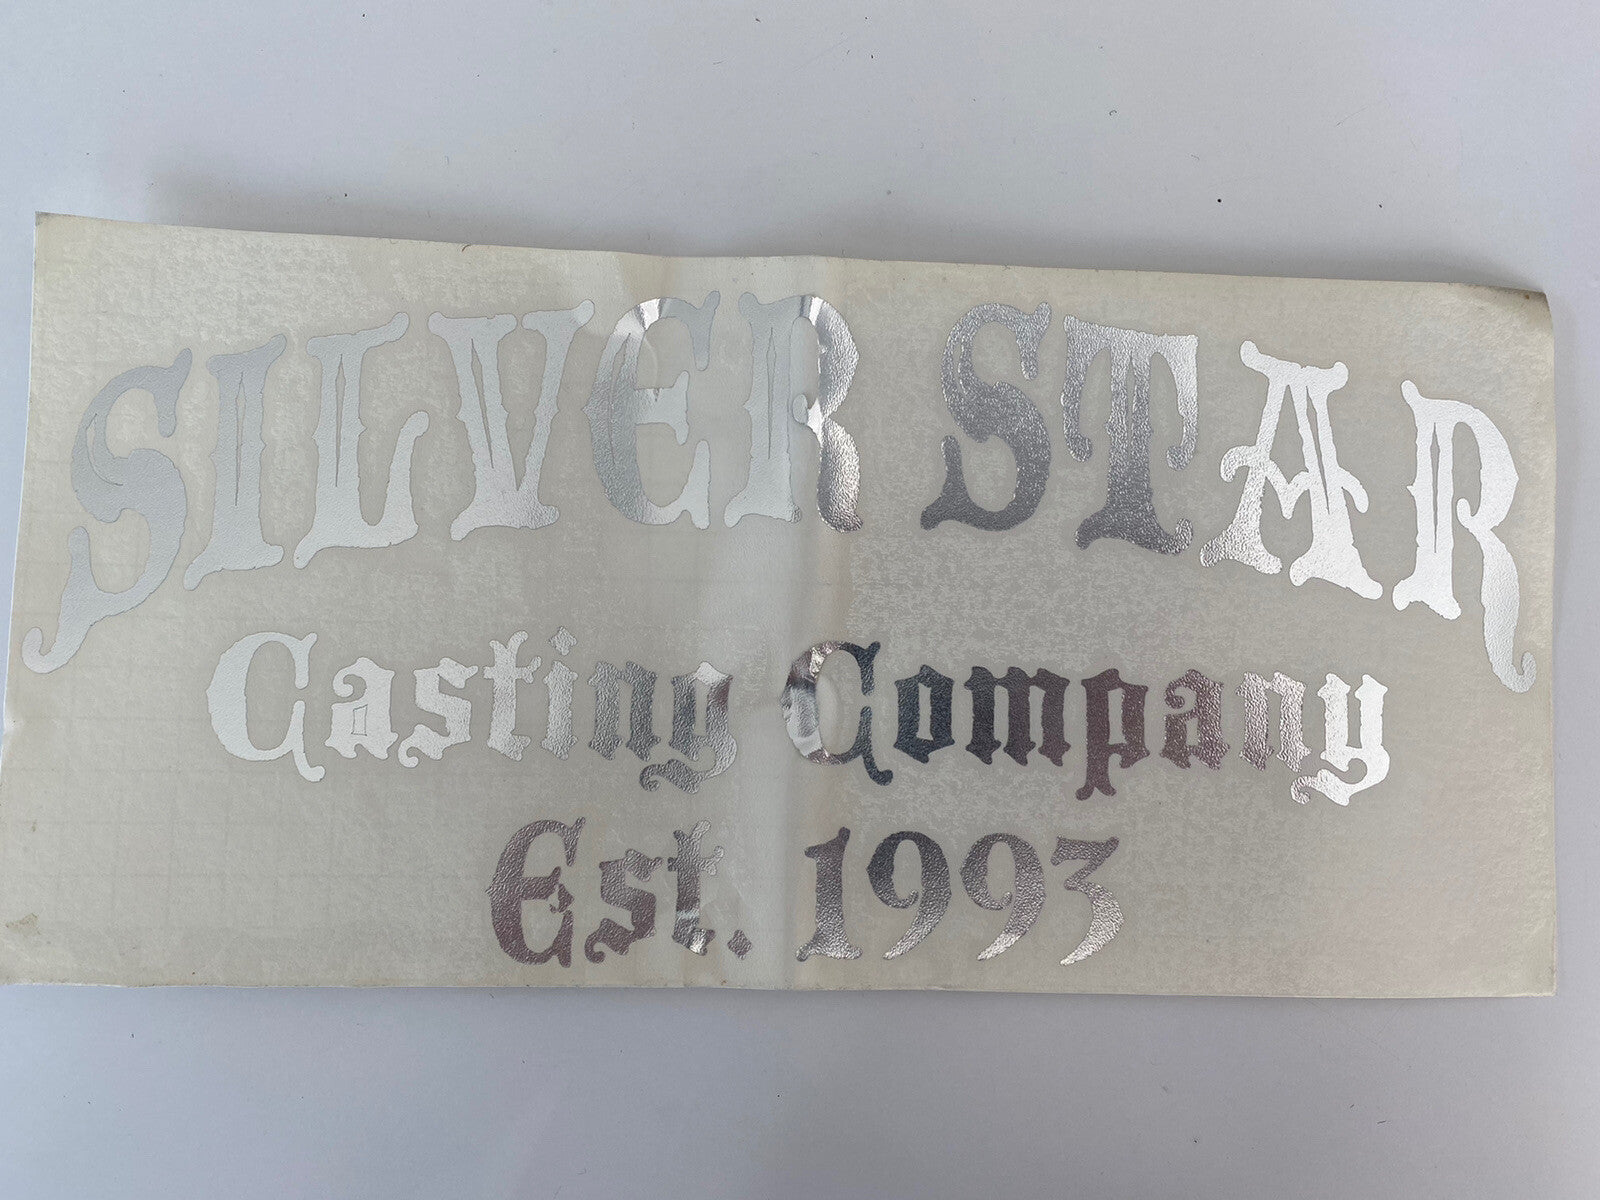 SILVER STAR
Casting Company
Est. 1993